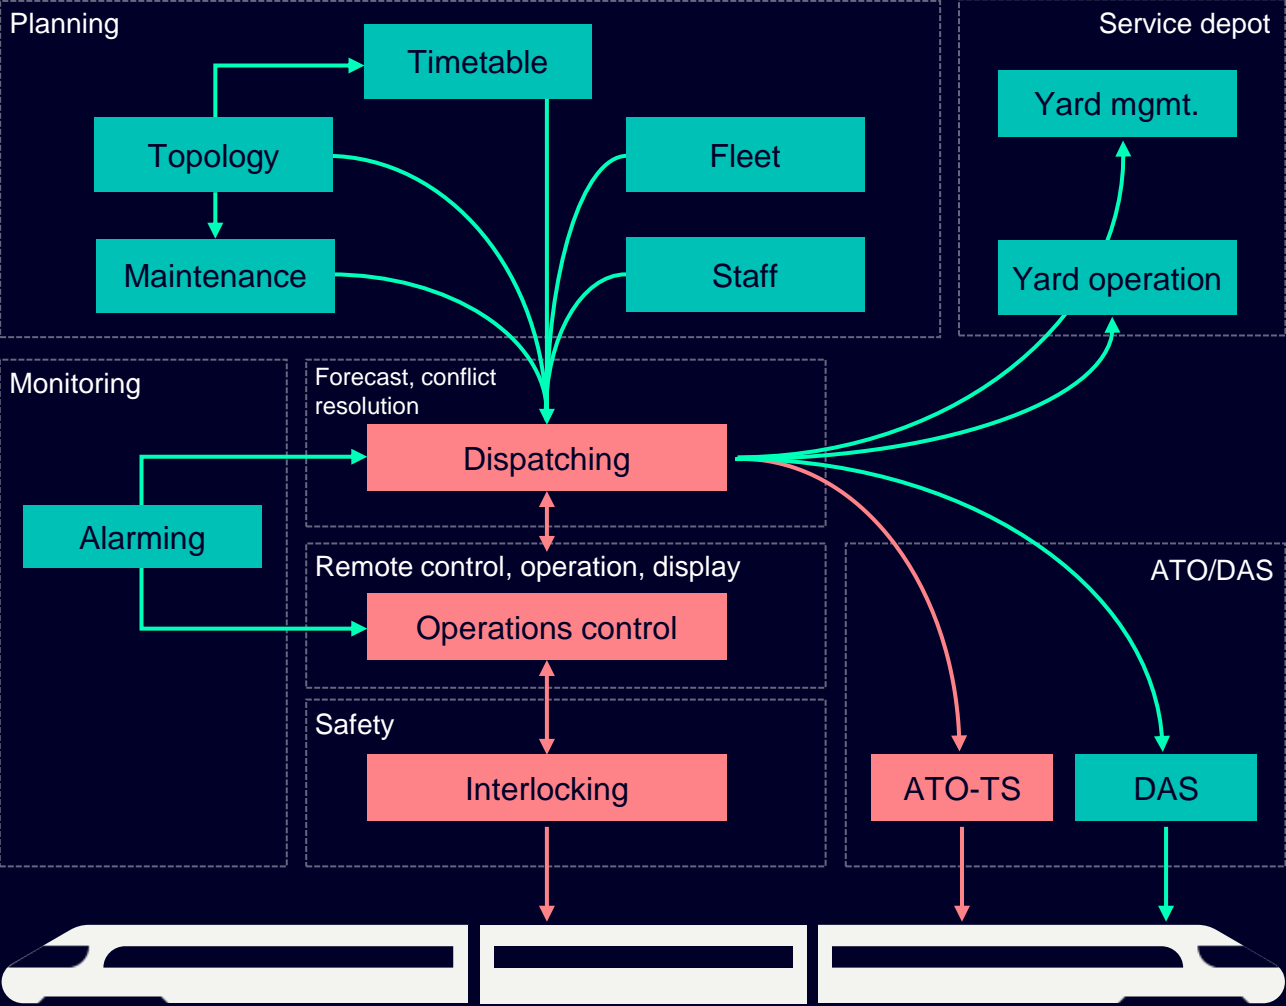 Planning
Timetable
Topology
Fleet
Maintenance
Staff
Service depot
Yard mgmt.
Yard operation
Monitoring
Alarming
Forecast, conflict
resolution
Dispatching
Remote control, operation, display
Operations control
Safety
Interlocking
ATO/DAS
ATO-TS
DAS